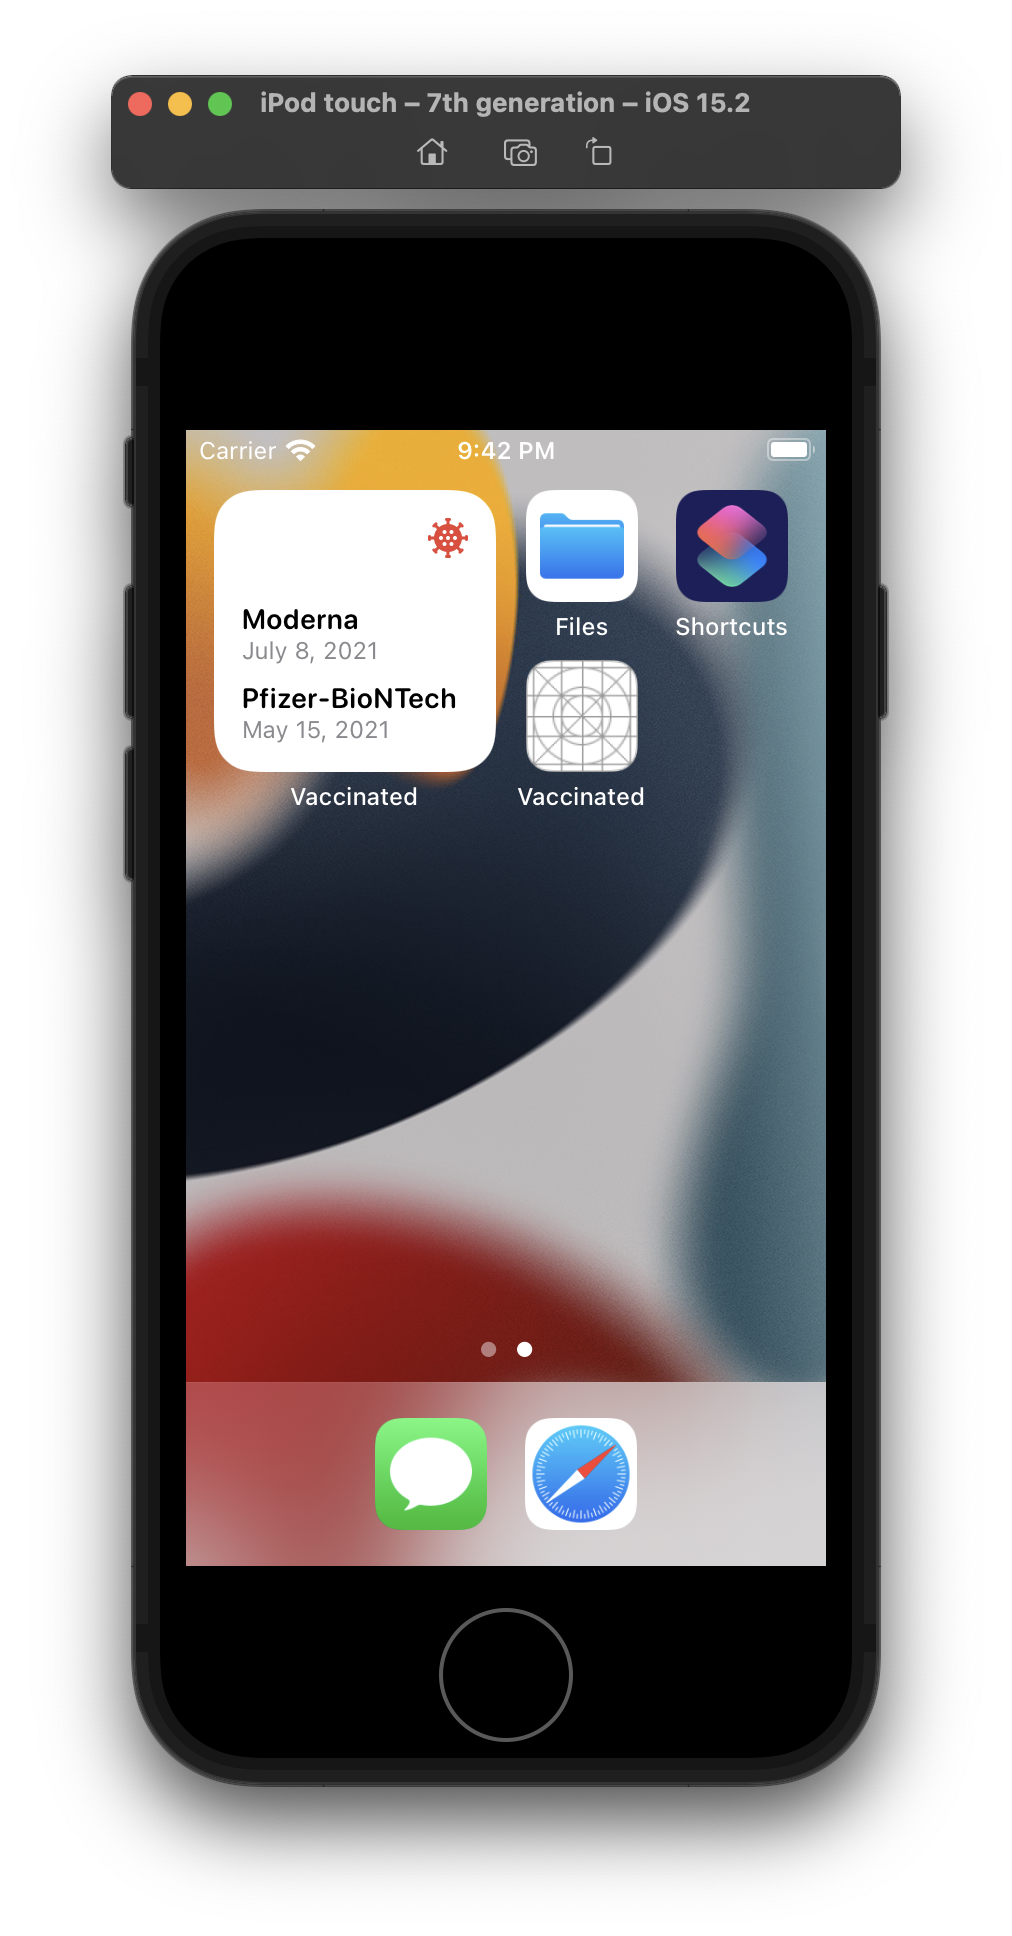 iPod touch – 7th generation – iOS 15.2
Carrier 9:42 PM
Moderna
July 8, 2021
Pfizer-BioNTech
May 15, 2021
Vaccinated
Files
Shortcuts
Vaccinated